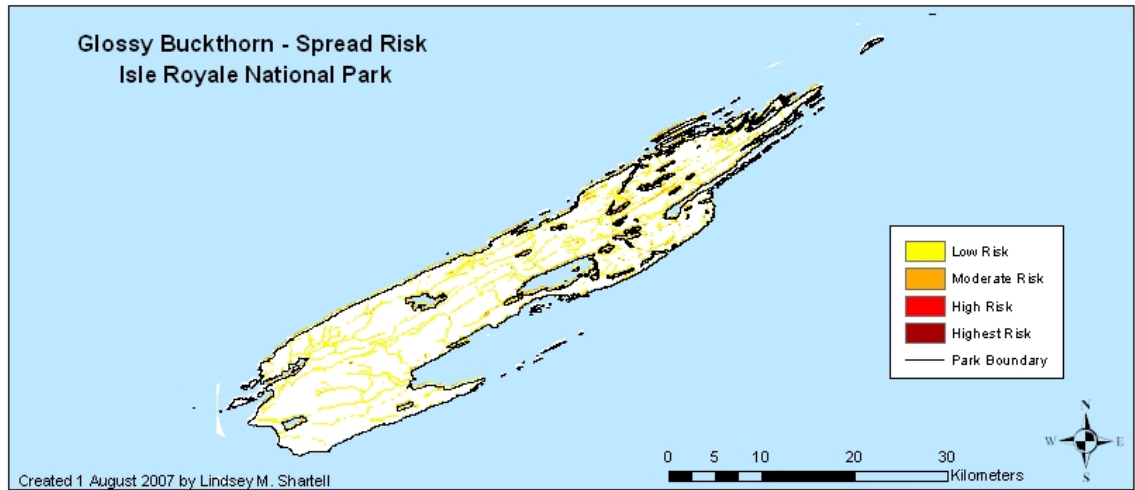 Glossy Buckthorn - Spread Risk
Isle Royale National Park
Low Risk
Moderate Risk
High Risk
Highest Risk
Park Boundary
N
W E
S
0 5 10 20 30
Kilometers
Created 1 August 2007 by Lindsey M. Shartell